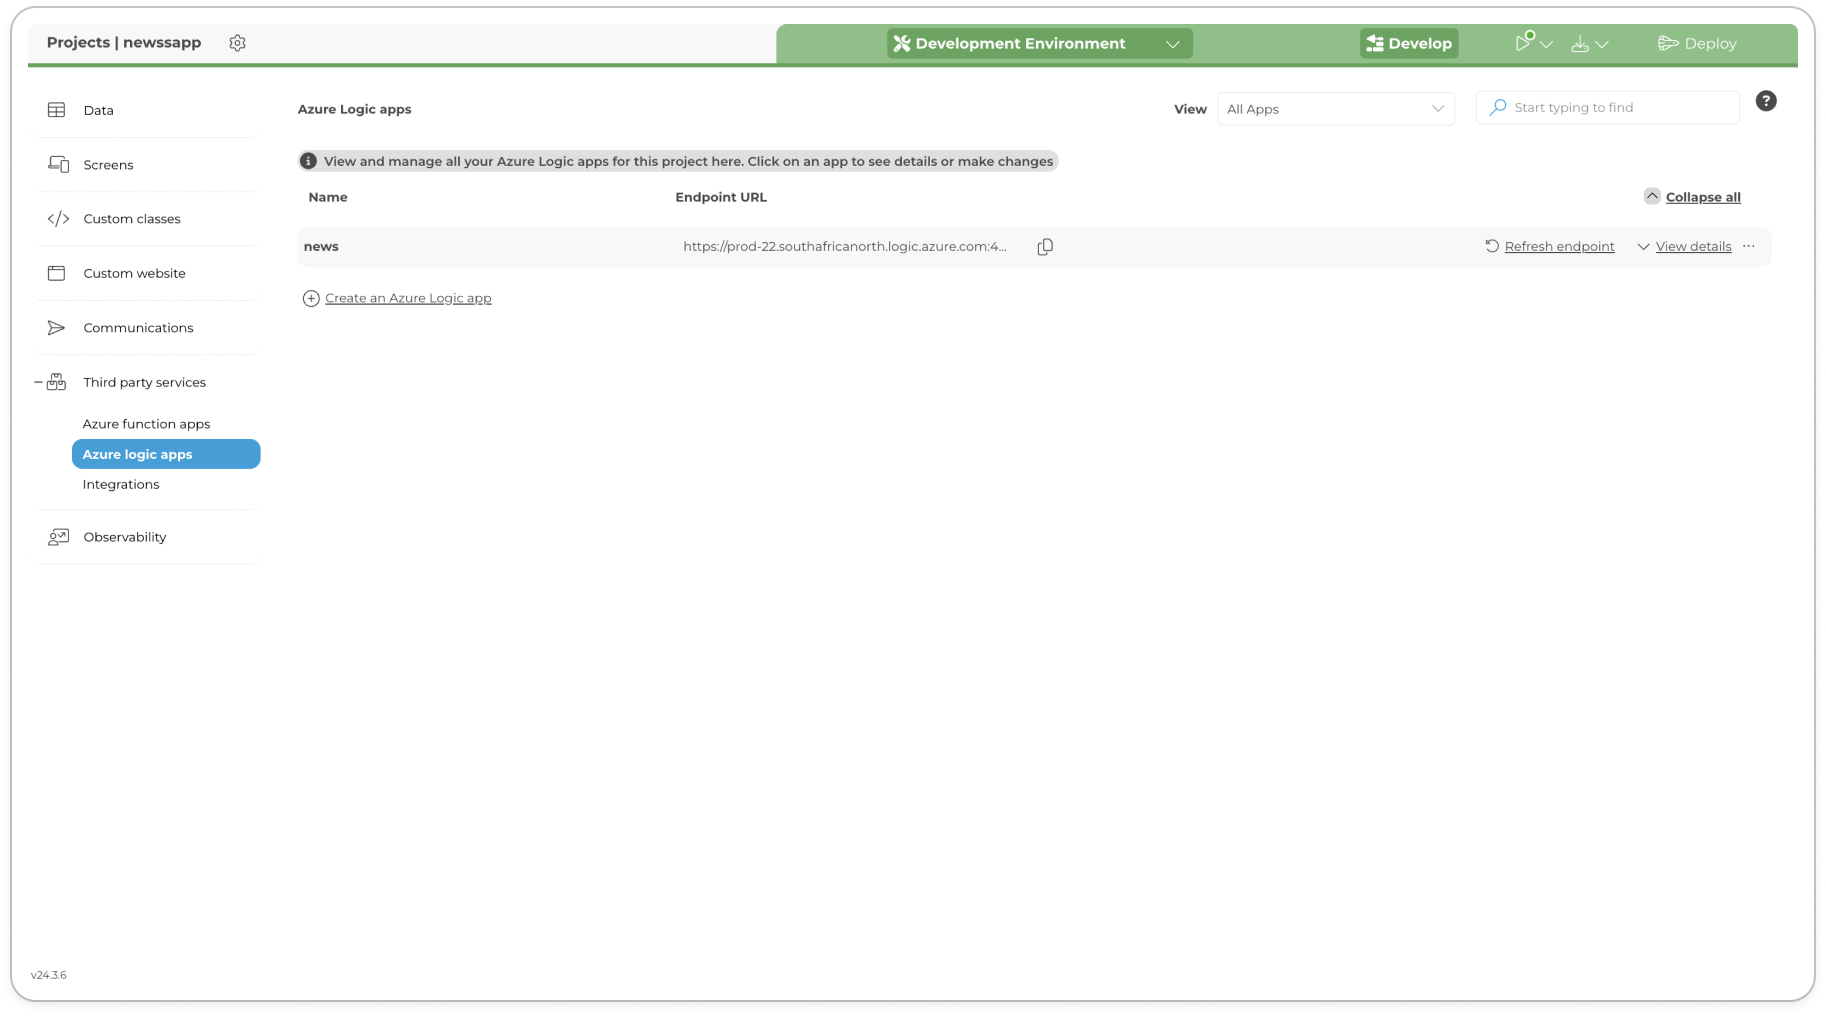 Projects | newssapp
Development Environment
Develop
Deploy
Data
Screens
Custom classes
Custom website
Communications
Third party services
Azure function apps
Azure logic apps
Integrations
Observability
v24.3.6
Azure Logic apps
View
All Apps
Start typing to find
?
View and manage all your Azure Logic apps for this project here. Click on an app to see details or make changes
Name
Endpoint URL
Collapse all
news
https://prod-22.southafricanorth.logic.azure.com:4...
Refresh endpoint
View details
Create an Azure Logic app